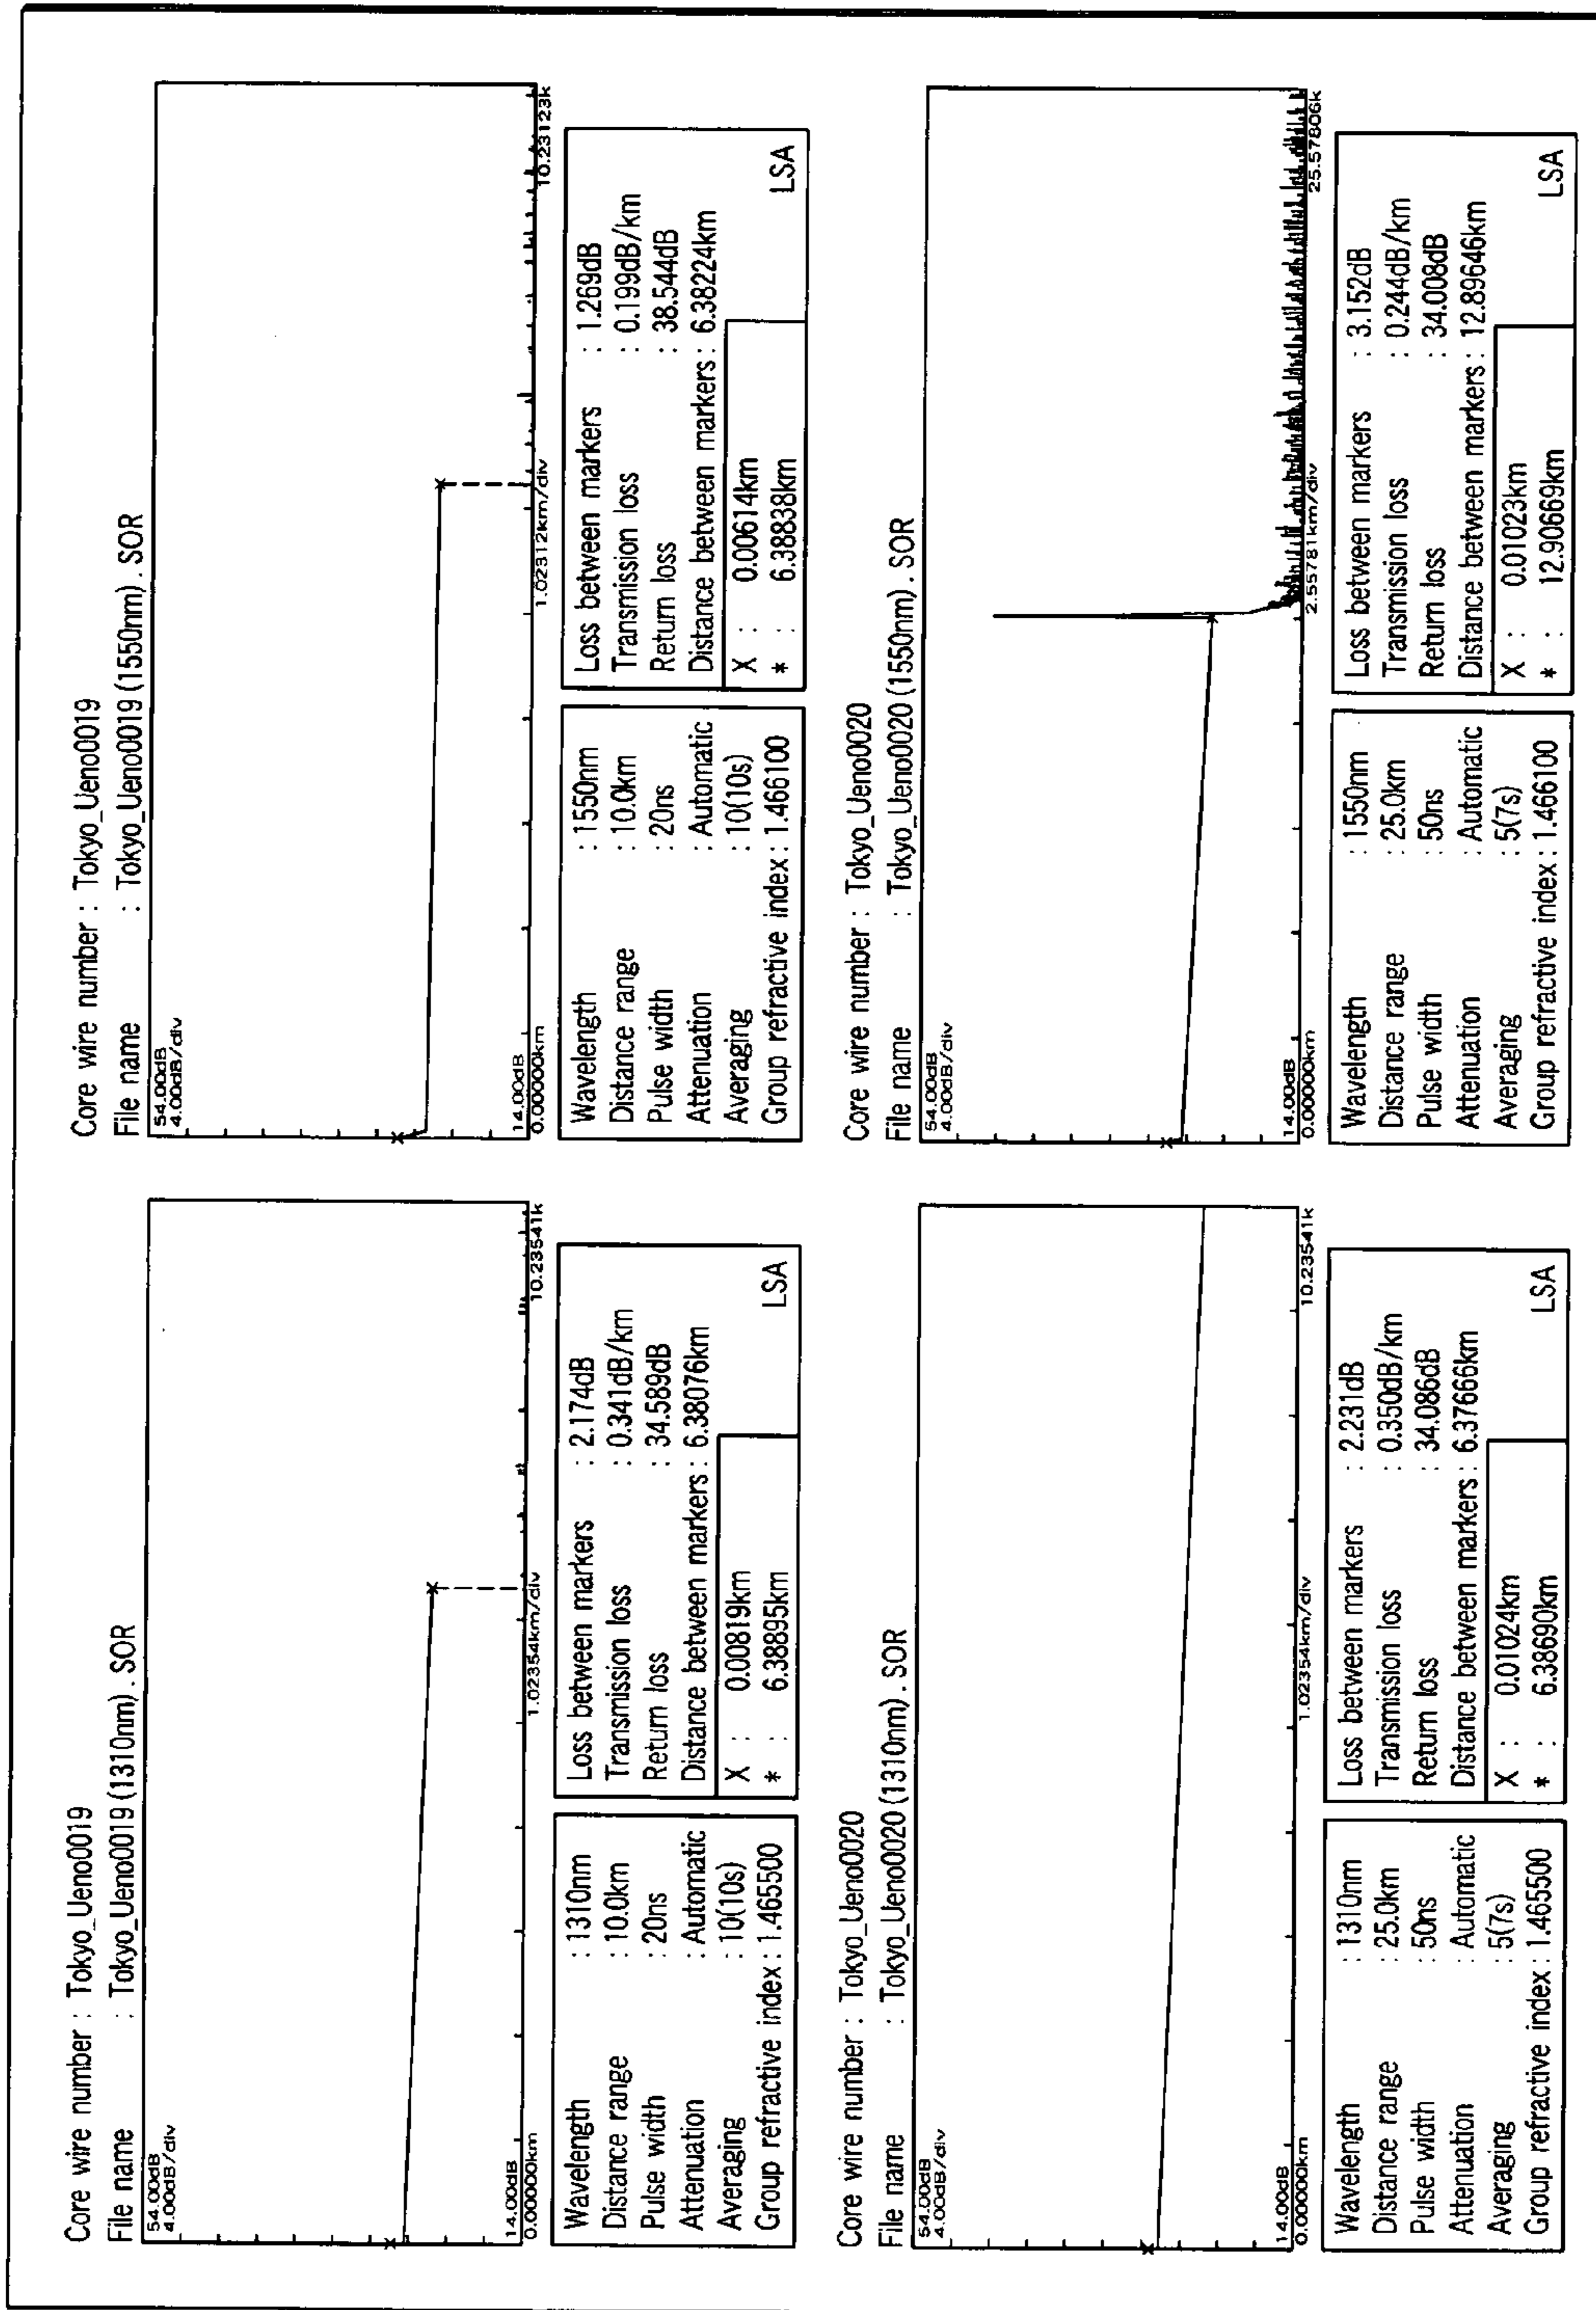 Core wire number : Tokyo_Ueno0019
File name : Tokyo_Ueno0019 (1310nm) . SOR
54.00dB
4.00dB/div
14.00dB
0.00000km
1.02354km/div
10.23541k
Wavelength : 1310nm
Distance range : 10.0km
Pulse width : 20ns
Attenuation : Automatic
Averaging : 10(10s)
Group refractive index : 1.465500
Loss between markers : 2.174dB
Transmission loss : 0.341dB/km
Return loss : 34.589dB
Distance between markers : 6.38076km
X : 0.00819km
* : 6.38895km
LSA
Core wire number : Tokyo_Ueno0019
File name : Tokyo_Ueno0019 (1550nm) . SOR
54.00dB
4.00dB/div
14.00dB
0.00000km
1.02312km/div
10.23123k
Wavelength : 1550nm
Distance range : 10.0km
Pulse width : 20ns
Attenuation : Automatic
Averaging : 10(10s)
Group refractive index : 1.466100
Loss between markers : 1.269dB
Transmission loss : 0.199dB/km
Return loss : 38.544dB
Distance between markers : 6.38224km
X : 0.00614km
* : 6.38838km
LSA
Core wire number : Tokyo_Ueno0020
File name : Tokyo_Ueno0020 (1310nm) . SOR
54.00dB
4.00dB/div
14.00dB
0.00000km
1.02354km/div
10.23541k
Wavelength : 1310nm
Distance range : 25.0km
Pulse width : 50ns
Attenuation : Automatic
Averaging : 5(7s)
Group refractive index : 1.465500
Loss between markers : 2.231dB
Transmission loss : 0.350dB/km
Return loss : 34.086dB
Distance between markers : 6.37666km
X : 0.01024km
* : 6.38690km
LSA
Core wire number : Tokyo_Ueno0020
File name : Tokyo_Ueno0020 (1550nm) . SOR
54.00dB
4.00dB/div
14.00dB
0.00000km
2.55781km/div
25.57806k
Wavelength : 1550nm
Distance range : 25.0km
Pulse width : 50ns
Attenuation : Automatic
Averaging : 5(7s)
Group refractive index : 1.466100
Loss between markers : 3.152dB
Transmission loss : 0.244dB/km
Return loss : 34.008dB
Distance between markers : 12.89646km
X : 0.01023km
* : 12.90669km
LSA